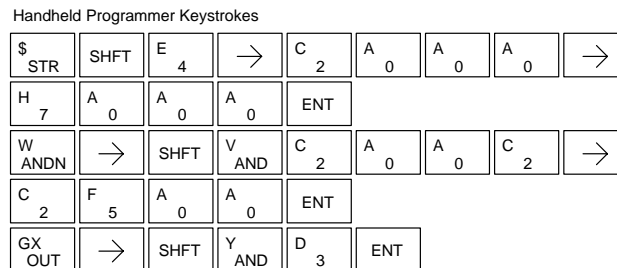 Handheld Programmer Keystrokes
$ STR SHFT E 4 → C 2 A 0 A 0 A 0 →
H 7 A 0 A 0 A 0 ENT
W ANDN → SHFT V AND C 2 A 0 A 0 C 2 →
C 2 F 5 A 0 A 0 ENT
GX OUT → SHFT Y AND D 3 ENT